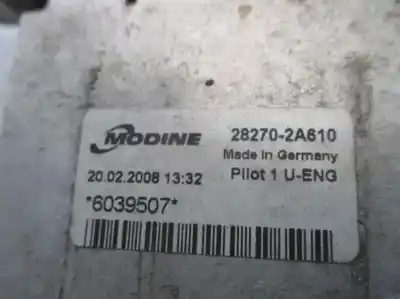 MODINE 28270-2A610
Made in Germany
20.02.2008 13:32 Pilot 1 U-ENG
*6039507*